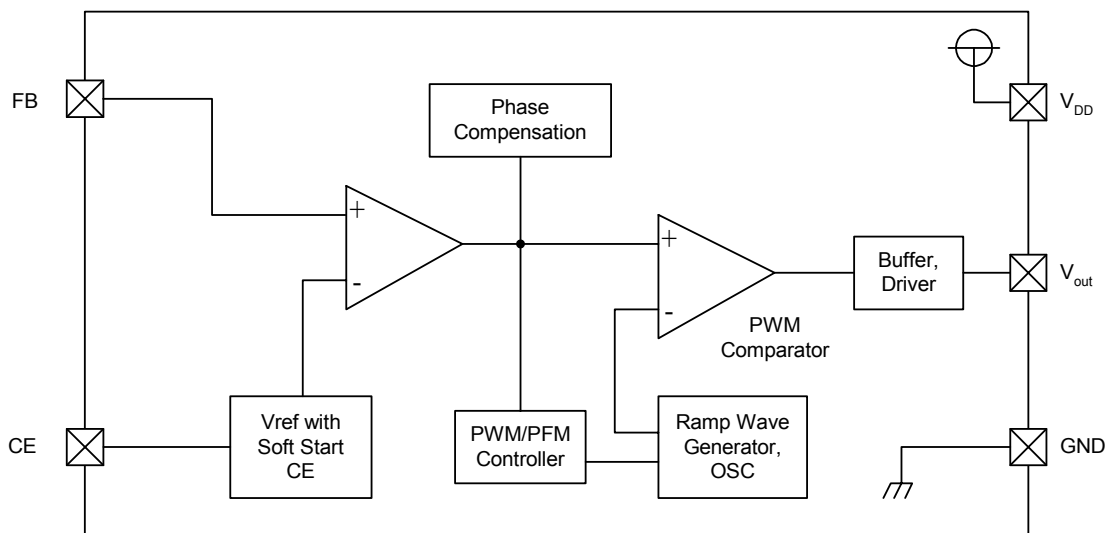 FB
Phase
Compensation
V_DD
+
-
+
-
Buffer,
Driver
V_out
PWM
Comparator
CE
Vref with
Soft Start
CE
PWM/PFM
Controller
Ramp Wave
Generator,
OSC
GND